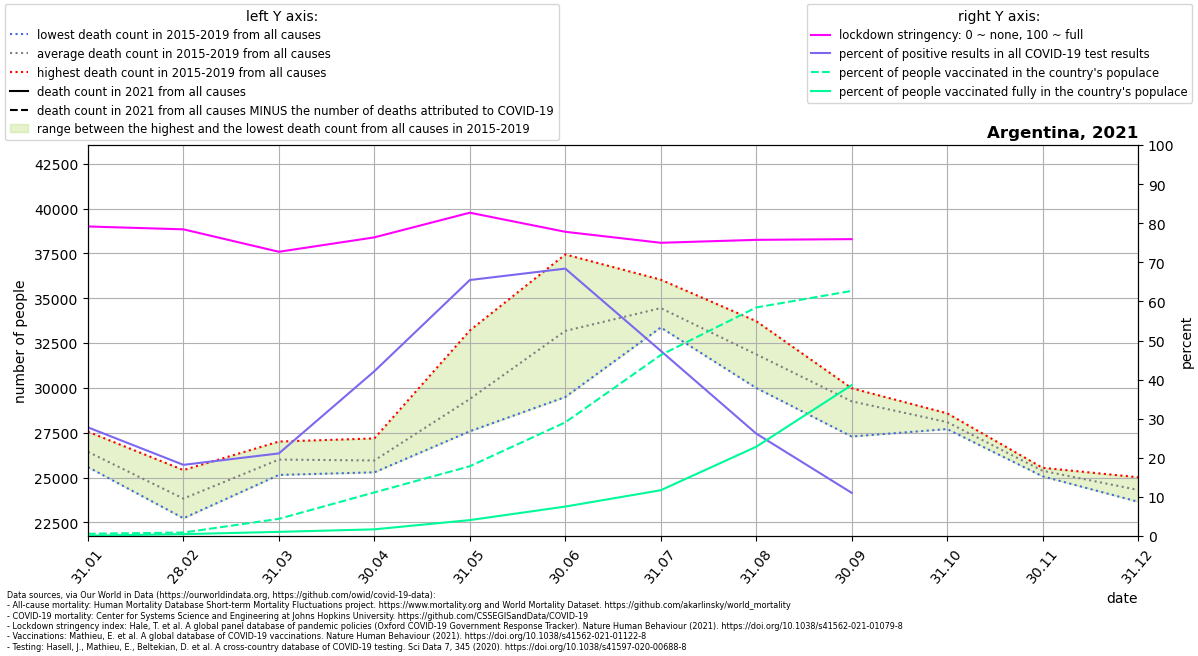 left Y axis:
lowest death count in 2015-2019 from all causes
average death count in 2015-2019 from all causes
highest death count in 2015-2019 from all causes
death count in 2021 from all causes
death count in 2021 from all causes MINUS the number of deaths attributed to COVID-19
range between the highest and the lowest death count from all causes in 2015-2019
right Y axis:
lockdown stringency: 0 ~ none, 100 ~ full
percent of positive results in all COVID-19 test results
percent of people vaccinated in the country's populace
percent of people vaccinated fully in the country's populace
Argentina, 2021
number of people
42500
40000
37500
35000
32500
30000
27500
25000
22500
100
90
80
70
60
50
40
30
20
10
0
percent
31.01
28.02
31.03
30.04
31.05
30.06
31.07
31.08
30.09
31.10
30.11
31.12
date
Data sources, via Our World in Data (https://ourworldindata.org, https://github.com/owid/covid-19-data):
- All-cause mortality: Human Mortality Database Short-term Mortality Fluctuations project. https://www.mortality.org and World Mortality Dataset. https://github.com/akarlinsky/world_mortality
- COVID-19 mortality: Center for Systems Science and Engineering at Johns Hopkins University. https://github.com/CSSEGISandData/COVID-19
- Lockdown stringency index: Hale, T. et al. A global panel database of pandemic policies (Oxford COVID-19 Government Response Tracker). Nature Human Behaviour (2021). https://doi.org/10.1038/s41562-021-01079-8
- Vaccinations: Mathieu, E. et al. A global database of COVID-19 vaccinations. Nature Human Behaviour (2021). https://doi.org/10.1038/s41562-021-01122-8
- Testing: Hasell, J., Mathieu, E., Beltekian, D. et al. A cross-country database of COVID-19 testing. Sci Data 7, 345 (2020). https://doi.org/10.1038/s41597-020-00688-8